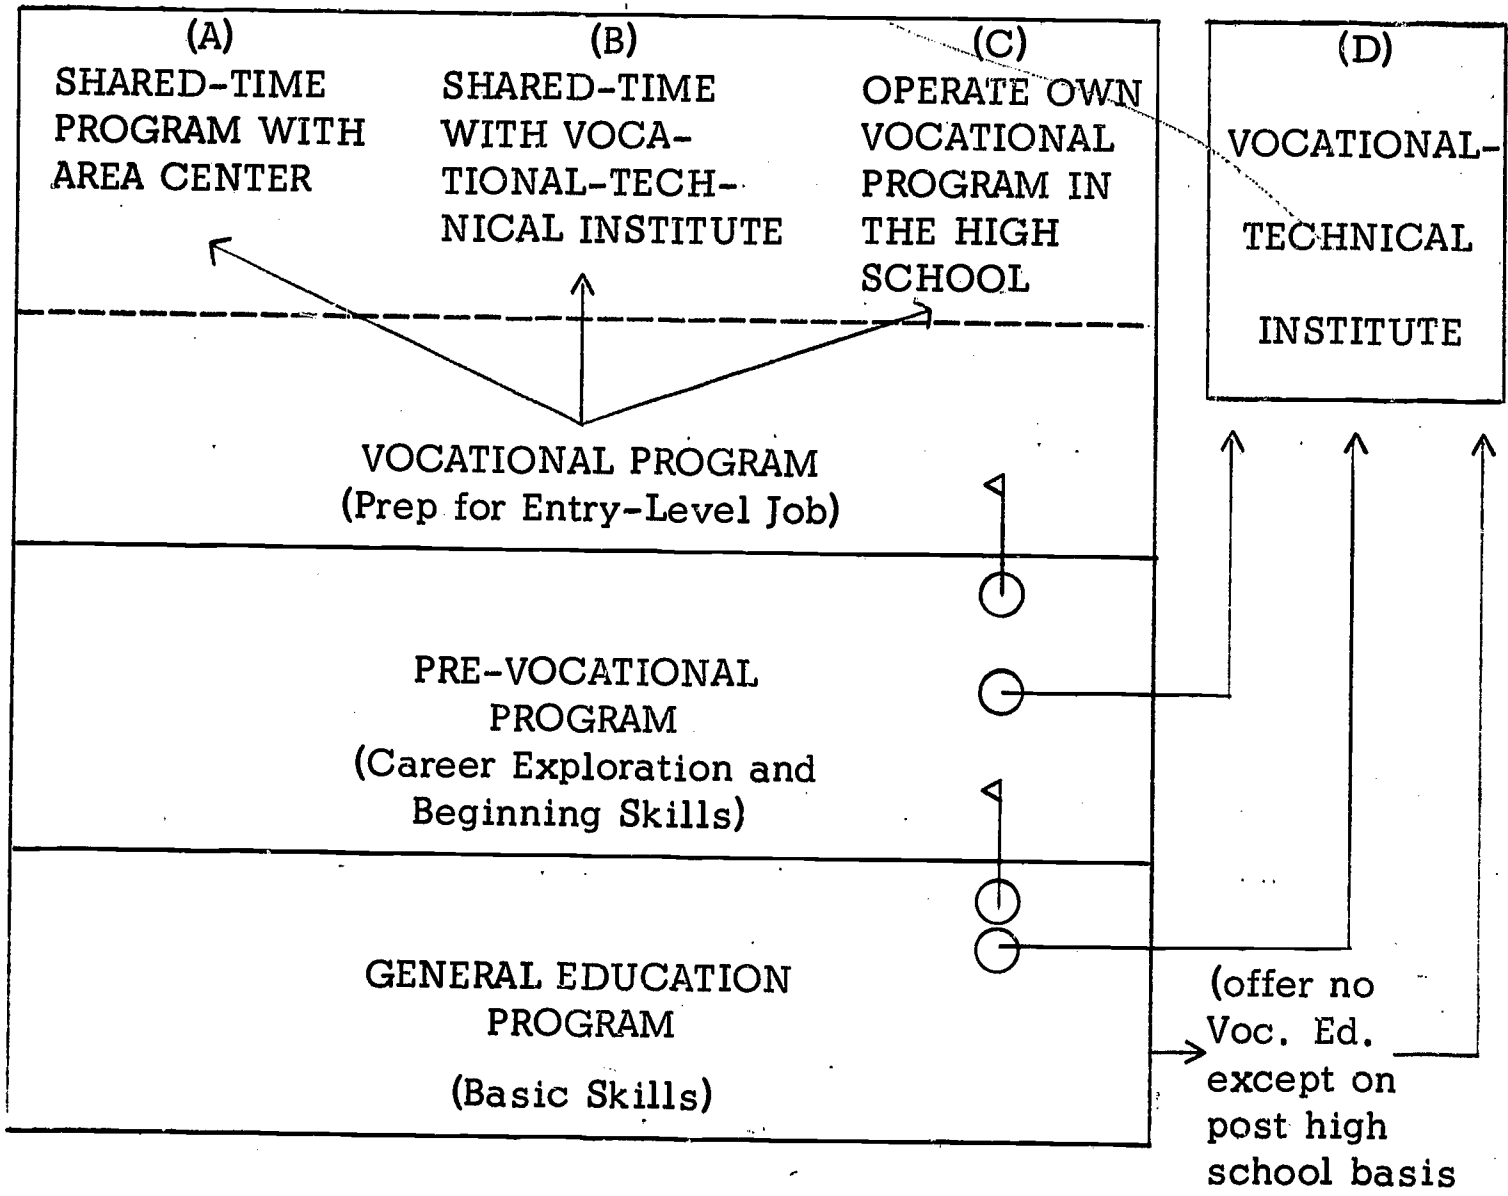 (A)
SHARED-TIME
PROGRAM WITH
AREA CENTER
(B)
SHARED-TIME
WITH VOCA-
TIONAL-TECH-
NICAL INSTITUTE
(C)
OPERATE OWN
VOCATIONAL
PROGRAM IN
THE HIGH
SCHOOL
(D)
VOCATIONAL-
TECHNICAL
INSTITUTE
VOCATIONAL PROGRAM
(Prep for Entry-Level Job)
PRE-VOCATIONAL
PROGRAM
(Career Exploration and
Beginning Skills)
GENERAL EDUCATION
PROGRAM
(Basic Skills)
(offer no
Voc. Ed.
except on
post high
school basis